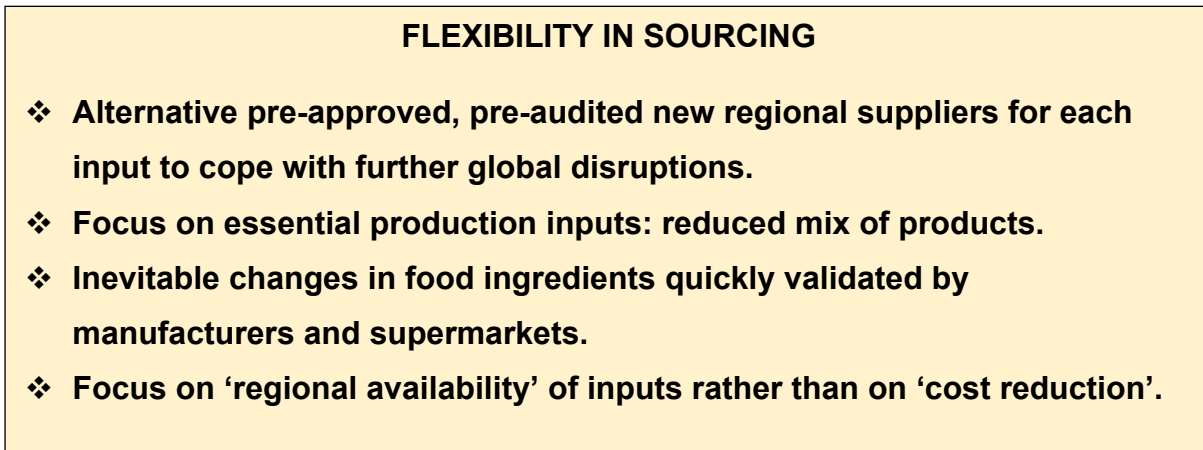 FLEXIBILITY IN SOURCING
❖ Alternative pre-approved, pre-audited new regional suppliers for each
input to cope with further global disruptions.
❖ Focus on essential production inputs: reduced mix of products.
❖ Inevitable changes in food ingredients quickly validated by
manufacturers and supermarkets.
❖ Focus on ‘regional availability’ of inputs rather than on ‘cost reduction’.